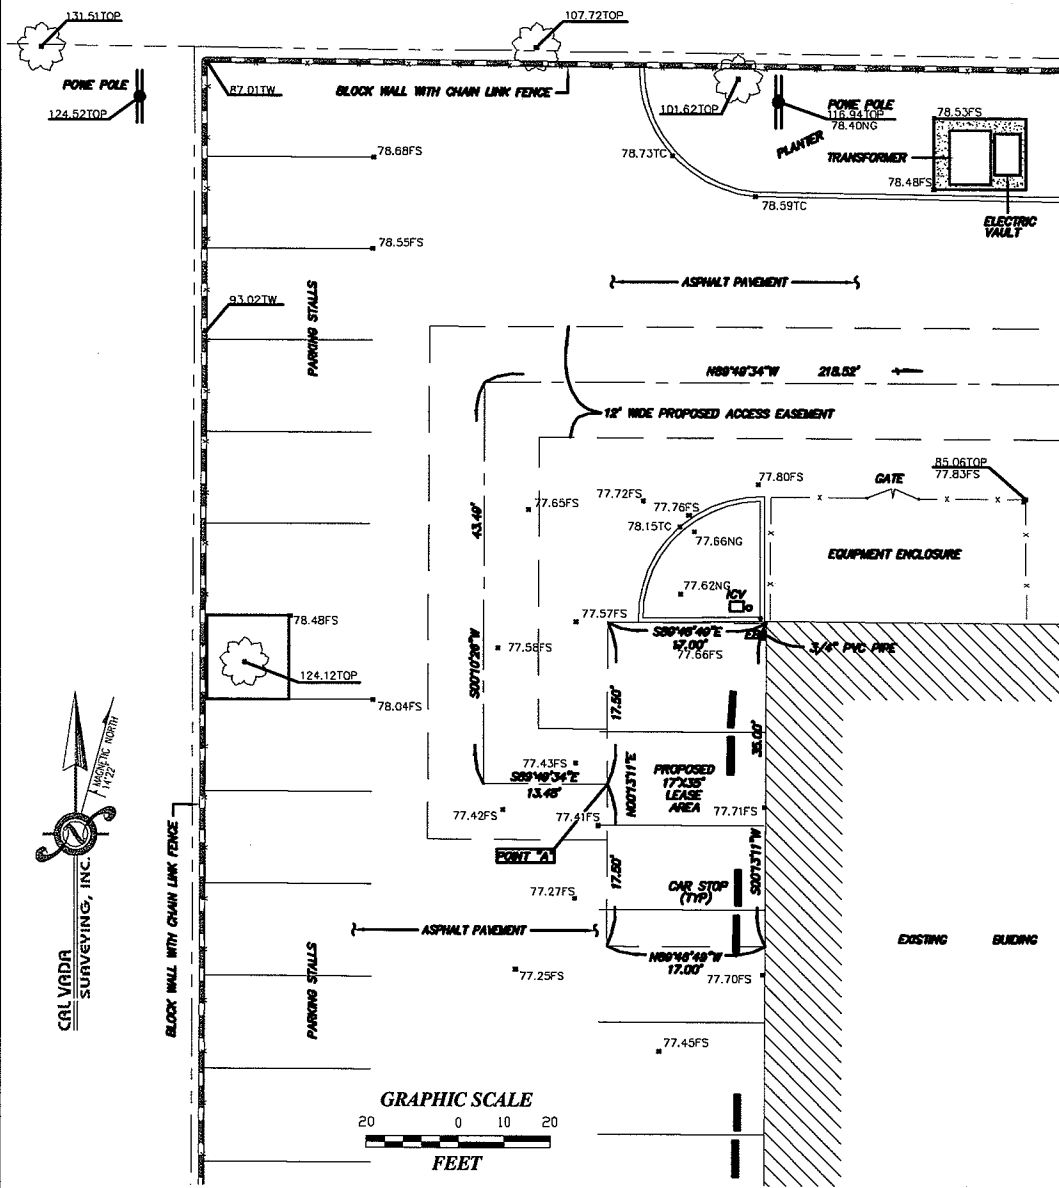 131.51TOP
107.72TOP
POWE POLE
124.52TOP
87.01TW
BLOCK WALL WITH CHAIN LINK FENCE
101.62TOP
POWE POLE
116.94TOP
78.40NG
PLANTER
78.53FS
TRANSFORMER
78.48FS
ELECTRIC
VAULT
78.68FS
78.73TC
78.59TC
78.55FS
93.02TW
PARKING STALLS
ASPHALT PAVEMENT
N89°49'34"W 218.52'
12' WIDE PROPOSED ACCESS EASEMENT
85.06TOP
77.83FS
GATE
77.80FS
77.72FS
77.65FS
77.76FS
78.15TC
77.66NG
EQUIPMENT ENCLOSURE
43.49'
77.62NG
ICV
77.57FS
78.48FS
S89°46'49"E
17.00'
77.66FS
3/4" PVC PIPE
77.58FS
S00°10'26"W
124.12TOP
78.04FS
17.50'
35.00'
MAGNETIC NORTH
14°22'
77.43FS
S89°49'34"E
13.48'
N00°13'11"E
PROPOSED
17'X35'
LEASE
AREA
77.42FS
77.41FS
77.71FS
POINT "A"
17.50'
S00°13'11"W
CAR STOP
(TYP)
77.27FS
ASPHALT PAVEMENT
EXISTING BUIDING
N89°46'49"W
17.00'
77.25FS
77.70FS
BLOCK WALL WITH CHAIN LINK FENCE
PARKING STALLS
CALVADA
SURVEYING, INC.
77.45FS
GRAPHIC SCALE
20 0 10 20
FEET